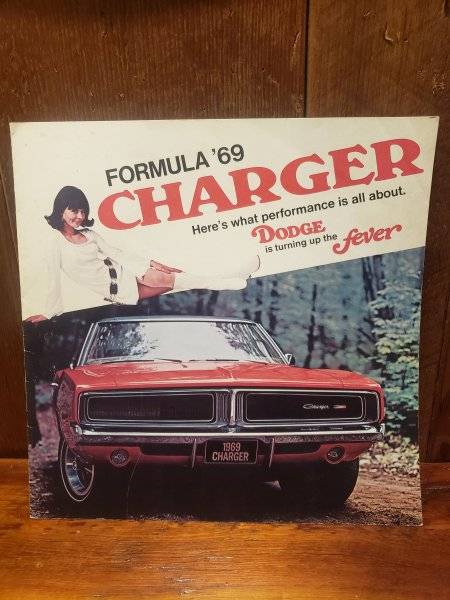 FORMULA '69
CHARGER
Here's what performance is all about.
DODGE
is turning up the fever
Charger
1969
CHARGER